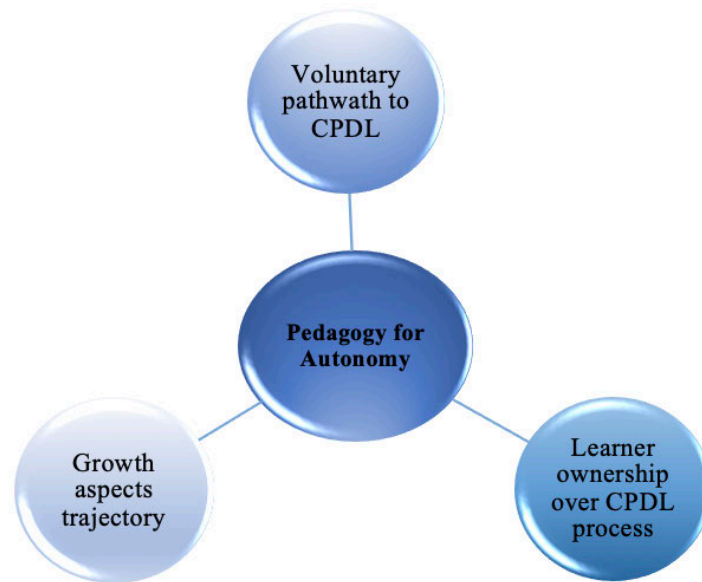 Voluntary
pathwath to
CPDL
Pedagogy for
Autonomy
Growth
aspects
trajectory
Learner
ownership
over CPDL
process